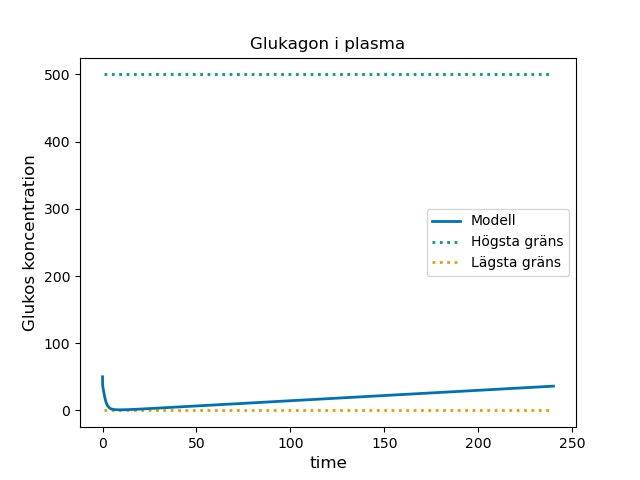 Glukagon i plasma
Glukos koncentration
500
400
300
200
100
0
Modell
Högsta gräns
Lägsta gräns
0 50 100 150 200 250
time